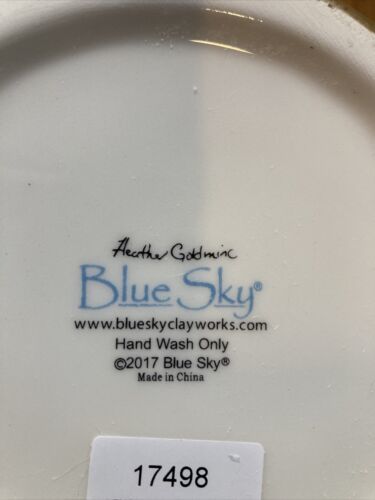 Heather Goldminc
Blue Sky®
www.blueskyclayworks.com
Hand Wash Only
©2017 Blue Sky®
Made in China
17498